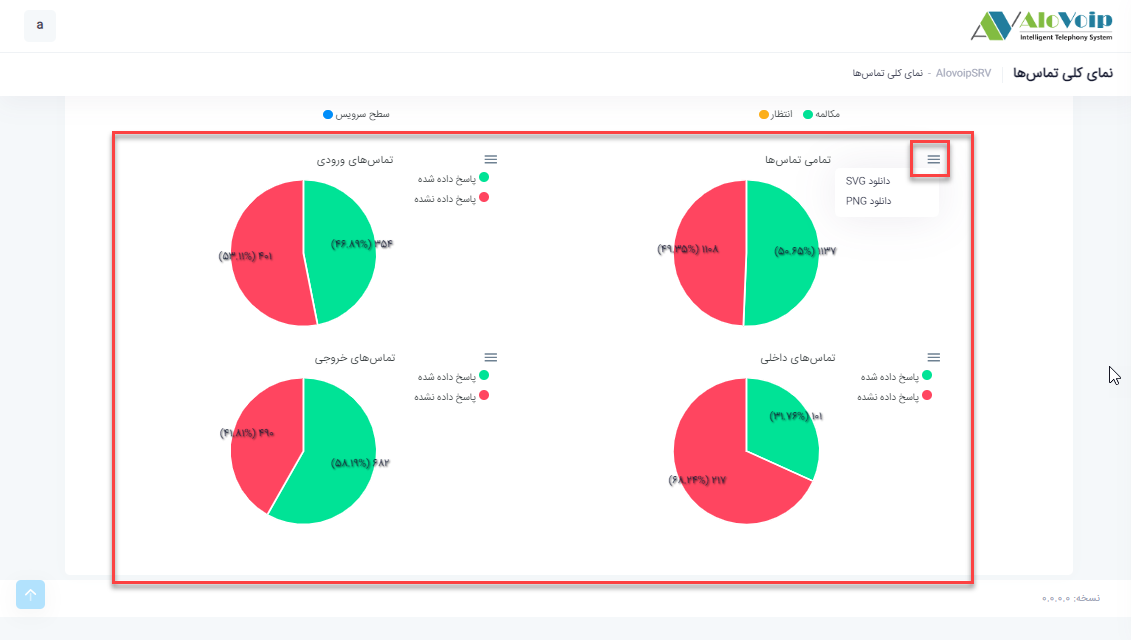 a
AloVoip
Intelligent Telephony System
نمای کلی تماس‌ها
AlovoipSRV - نمای کلی تماس‌ها
مکالمه
انتظار
سطح سرویس
تمامی تماس‌ها
دانلود SVG
دانلود PNG
۱۱۳۷ (۵۰.۶۵%)
۱۱۰۸ (۴۹.۳۵%)
تماس‌های ورودی
پاسخ داده شده
پاسخ داده نشده
۳۵۴ (۴۶.۸۹%)
۴۰۱ (۵۳.۱۱%)
تماس‌های داخلی
پاسخ داده شده
پاسخ داده نشده
۱۰۱ (۳۱.۷۶%)
۲۱۷ (۶۸.۲۴%)
تماس‌های خروجی
پاسخ داده شده
پاسخ داده نشده
۶۸۲ (۵۸.۱۹%)
۴۹۰ (۴۱.۸۱%)
نسخه: ۰.۰.۰.۰